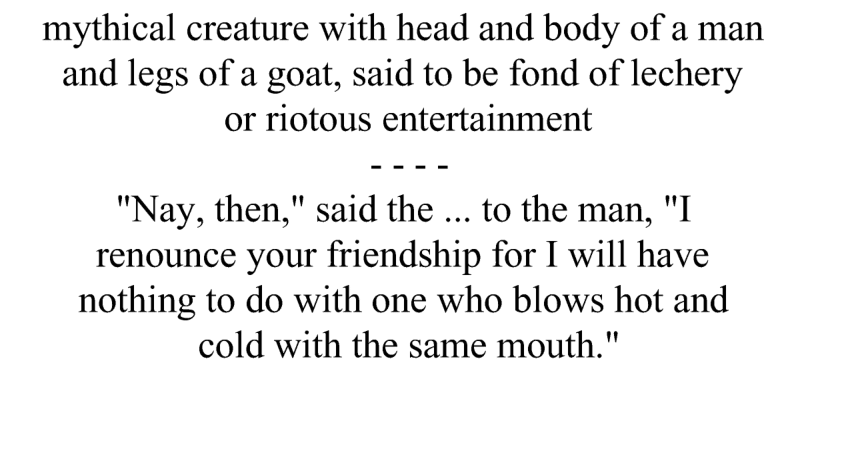 mythical creature with head and body of a man
and legs of a goat, said to be fond of lechery
or riotous entertainment
- - - -
"Nay, then," said the ... to the man, "I
renounce your friendship for I will have
nothing to do with one who blows hot and
cold with the same mouth."